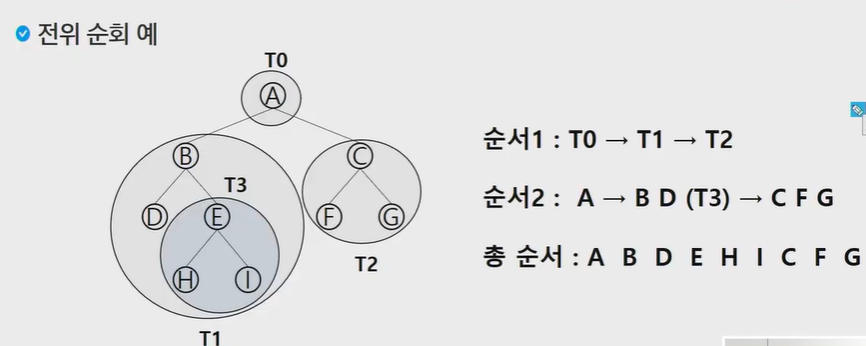 전위 순회 예
T0
A
B
C
T3
D
E
F
G
H
I
T2
T1
순서1 : T0 → T1 → T2
순서2 : A → B D (T3) → C F G
총 순서 : A B D E H I C F G